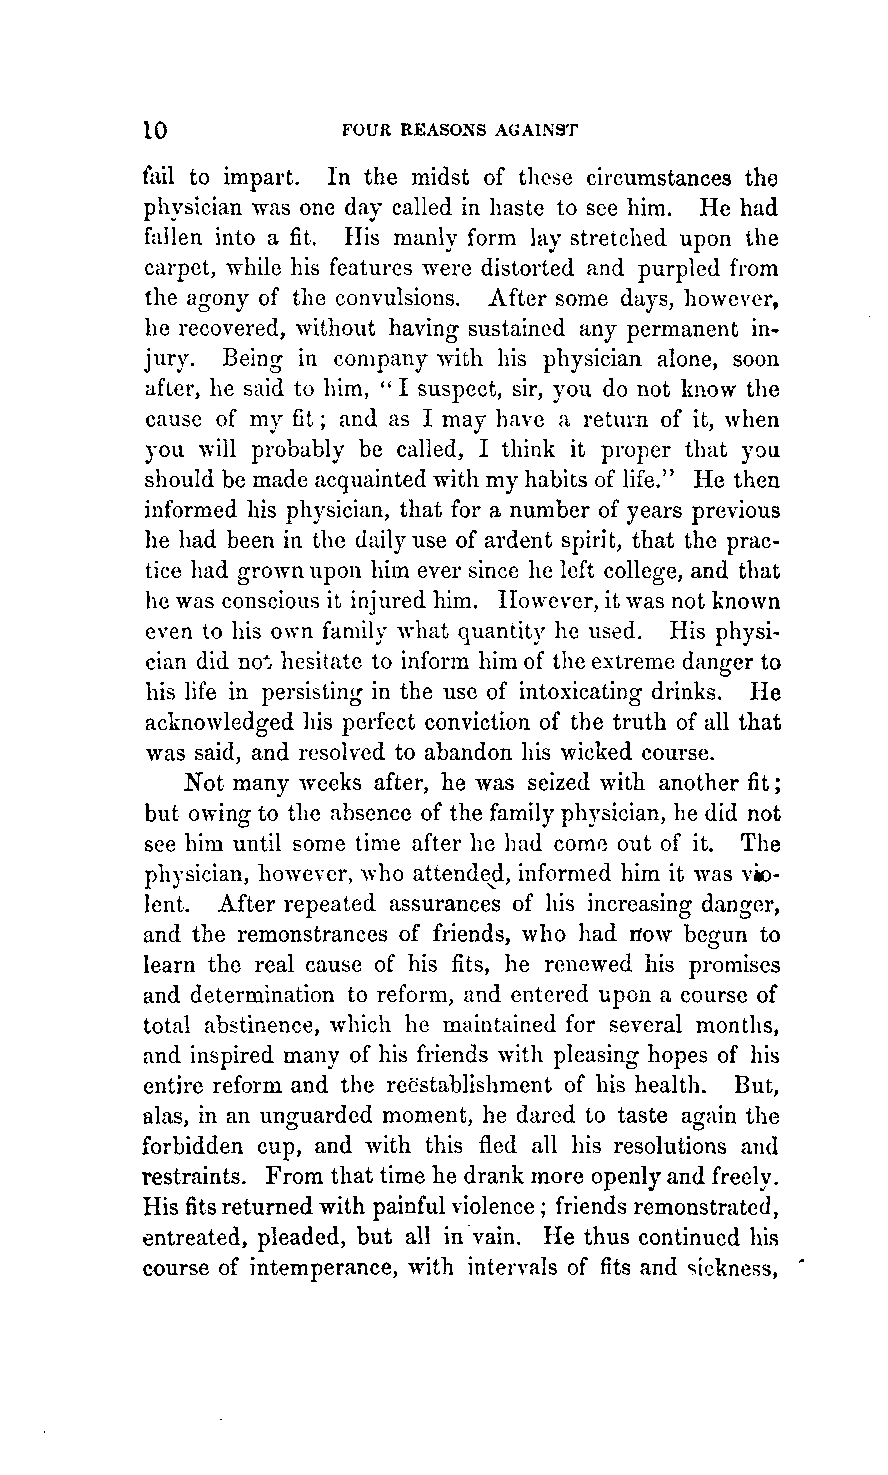 10 FOUR REASONS AGAINST
fail to impart. In the midst of these circumstances the
physician was one day called in haste to see him. He had
fallen into a fit. His manly form lay stretched upon the
carpet, while his features were distorted and purpled from
the agony of the convulsions. After some days, however,
he recovered, without having sustained any permanent in-
jury. Being in company with his physician alone, soon
after, he said to him, “ I suspect, sir, you do not know the
cause of my fit ; and as I may have a return of it, when
you will probably be called, I think it proper that you
should be made acquainted with my habits of life.” He then
informed his physician, that for a number of years previous
he had been in the daily use of ardent spirit, that the prac-
tice had grown upon him ever since he left college, and that
he was conscious it injured him. However, it was not known
even to his own family what quantity he used. His physi-
cian did not hesitate to inform him of the extreme danger to
his life in persisting in the use of intoxicating drinks. He
acknowledged his perfect conviction of the truth of all that
was said, and resolved to abandon his wicked course.
Not many weeks after, he was seized with another fit ;
but owing to the absence of the family physician, he did not
see him until some time after he had come out of it. The
physician, however, who attended, informed him it was vio-
lent. After repeated assurances of his increasing danger,
and the remonstrances of friends, who had now begun to
learn the real cause of his fits, he renewed his promises
and determination to reform, and entered upon a course of
total abstinence, which he maintained for several months,
and inspired many of his friends with pleasing hopes of his
entire reform and the reëstablishment of his health. But,
alas, in an unguarded moment, he dared to taste again the
forbidden cup, and with this fled all his resolutions and
restraints. From that time he drank more openly and freely.
His fits returned with painful violence ; friends remonstrated,
entreated, pleaded, but all in vain. He thus continued his
course of intemperance, with intervals of fits and sickness,